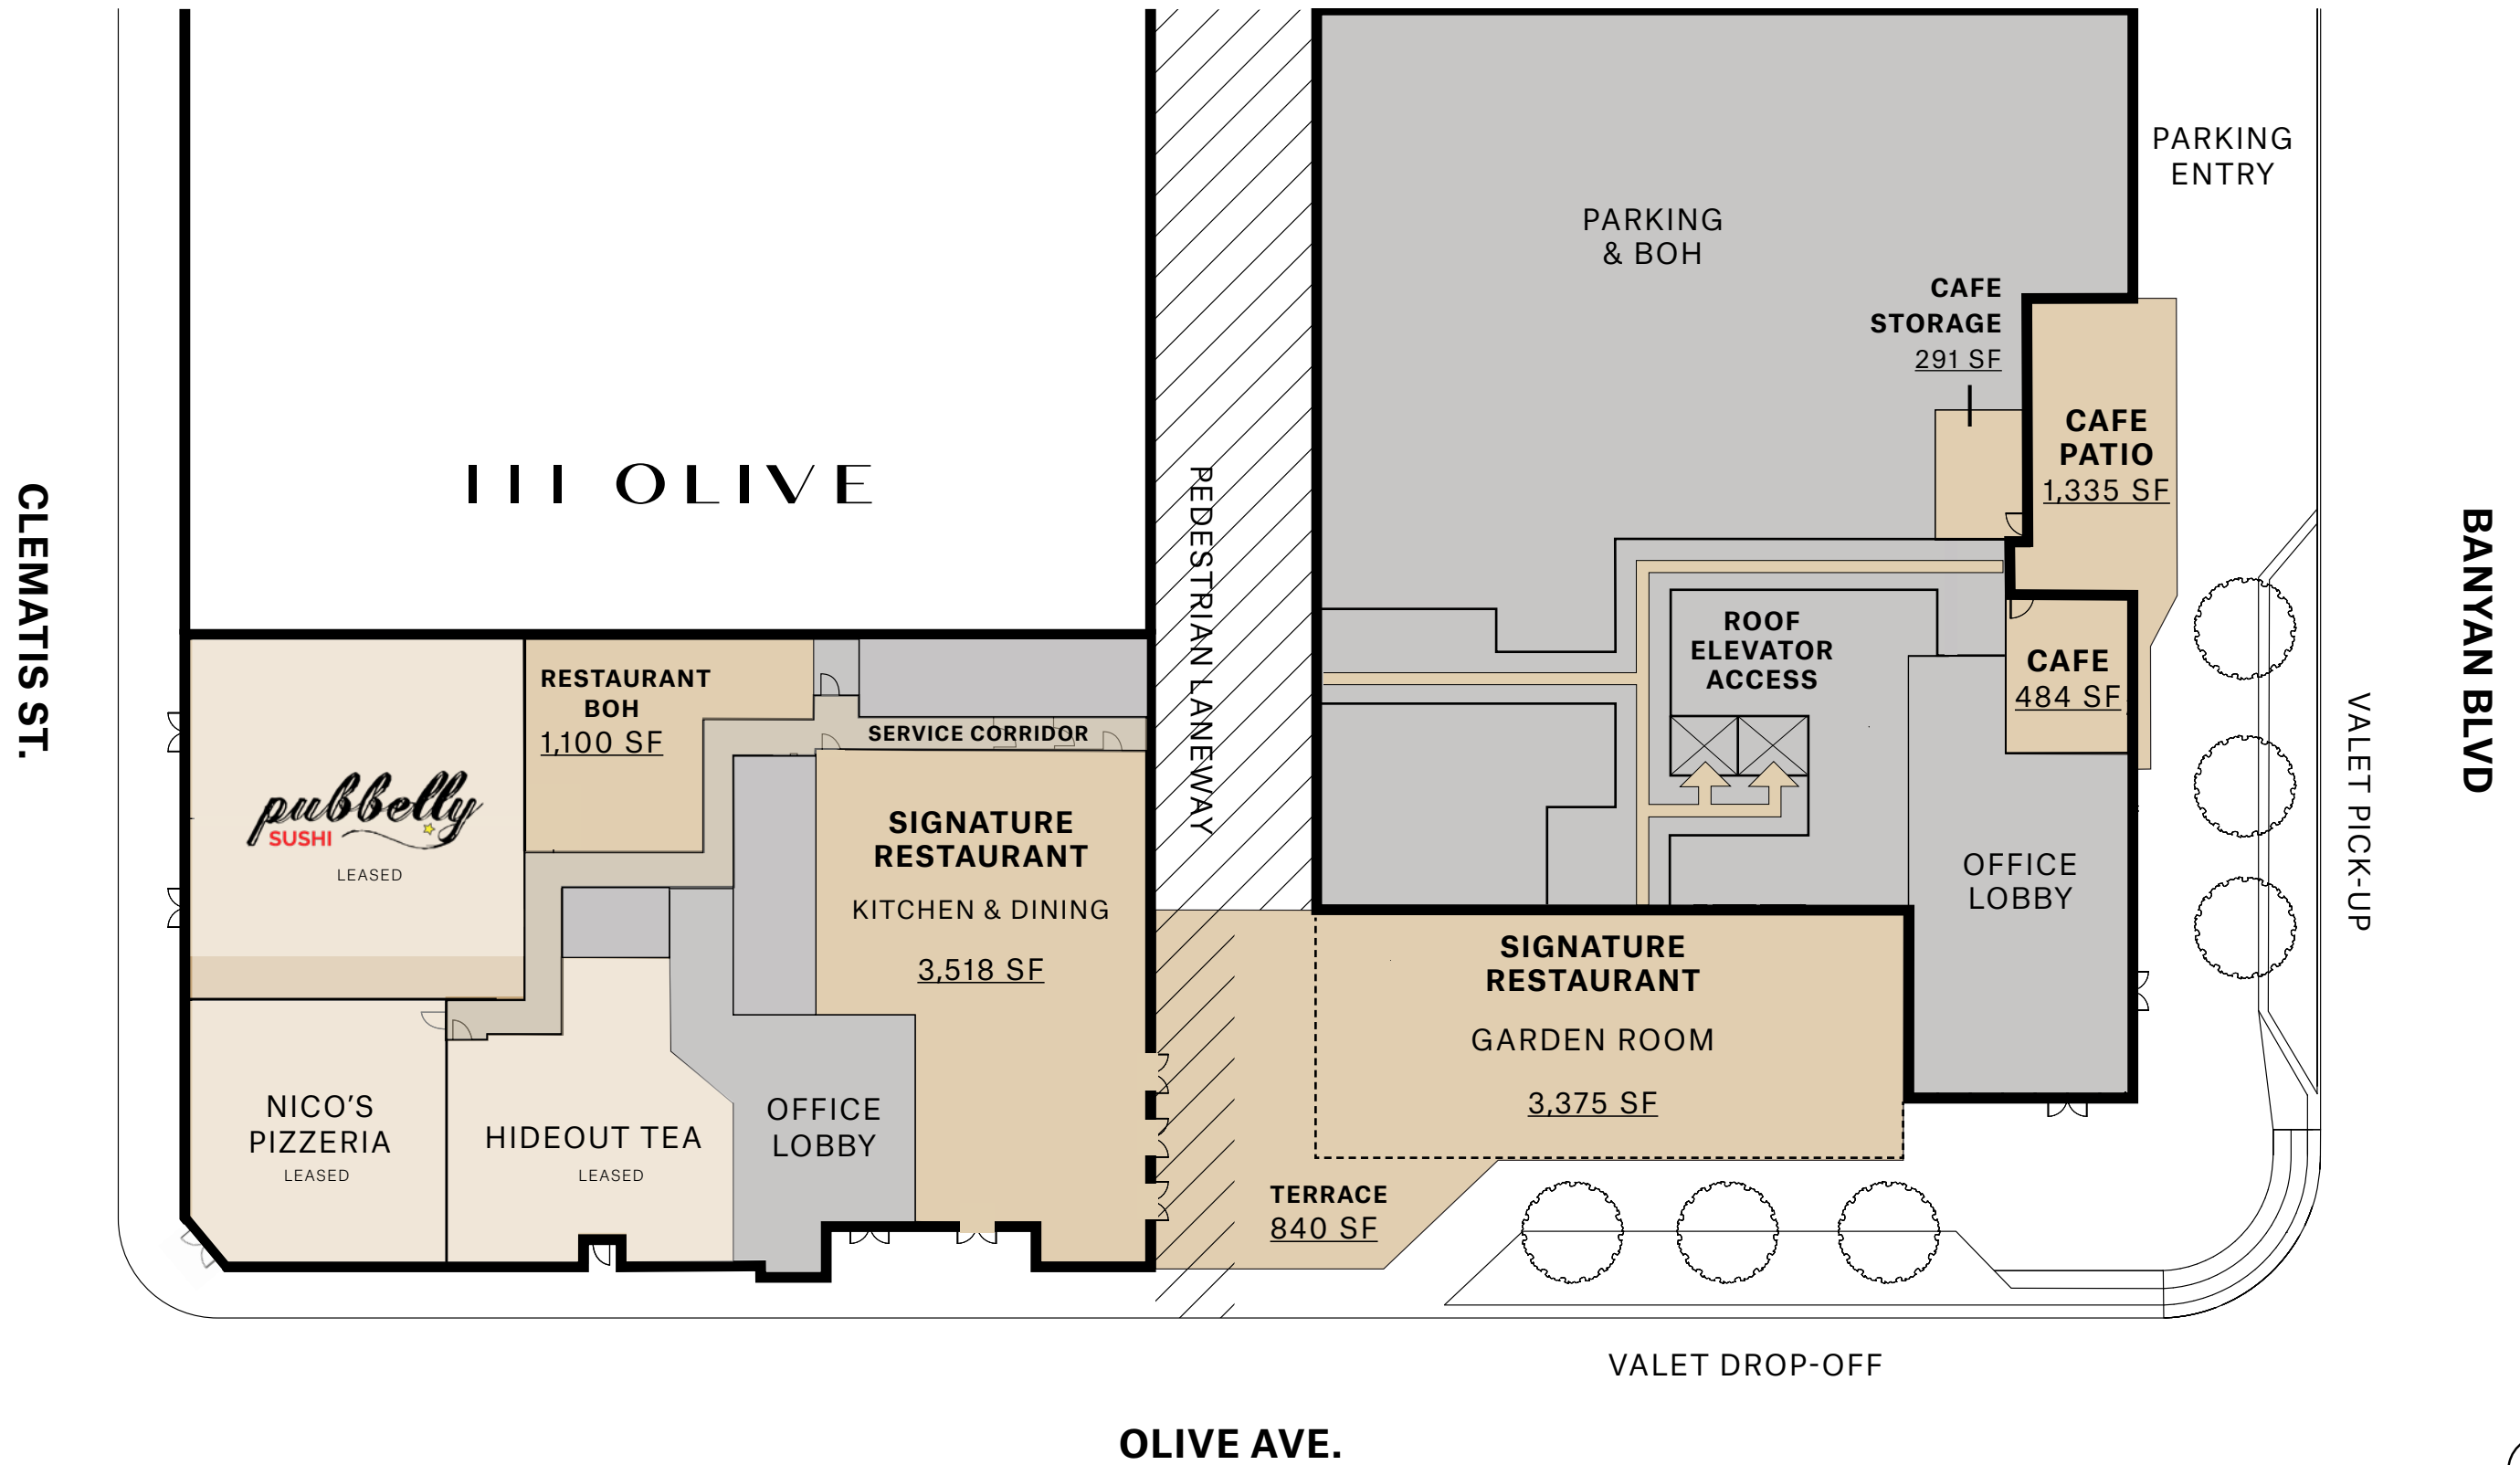 PARKING
ENTRY
PARKING
& BOH
CAFE
STORAGE
291 SF
CAFE
PATIO
1,335 SF
III OLIVE
CLEMATIS ST.
PEDESTRIAN LANEWAY
BANYAN BLVD
ROOF
ELEVATOR
ACCESS
CAFE
484 SF
VALET PICK-UP
RESTAURANT
BOH
1,100 SF
SERVICE CORRIDOR
pubbelly
SUSHI
LEASED
SIGNATURE
RESTAURANT
KITCHEN & DINING
3,518 SF
OFFICE
LOBBY
SIGNATURE
RESTAURANT
GARDEN ROOM
3,375 SF
NICO'S
PIZZERIA
LEASED
HIDEOUT TEA
LEASED
OFFICE
LOBBY
TERRACE
840 SF
VALET DROP-OFF
OLIVE AVE.